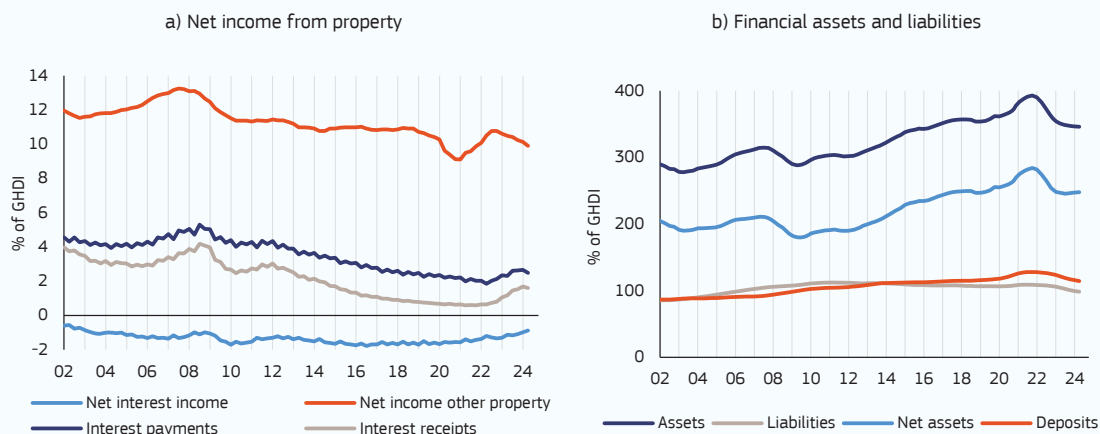 a) Net income from property
% of GHDI
14
12
10
8
6
4
2
0
-2
02 04 06 08 10 12 14 16 18 20 22 24
Net interest income
Net income other property
Interest payments
Interest receipts
b) Financial assets and liabilities
% of GHDI
400
300
200
100
0
02 04 06 08 10 12 14 16 18 20 22 24
Assets Liabilities Net assets Deposits